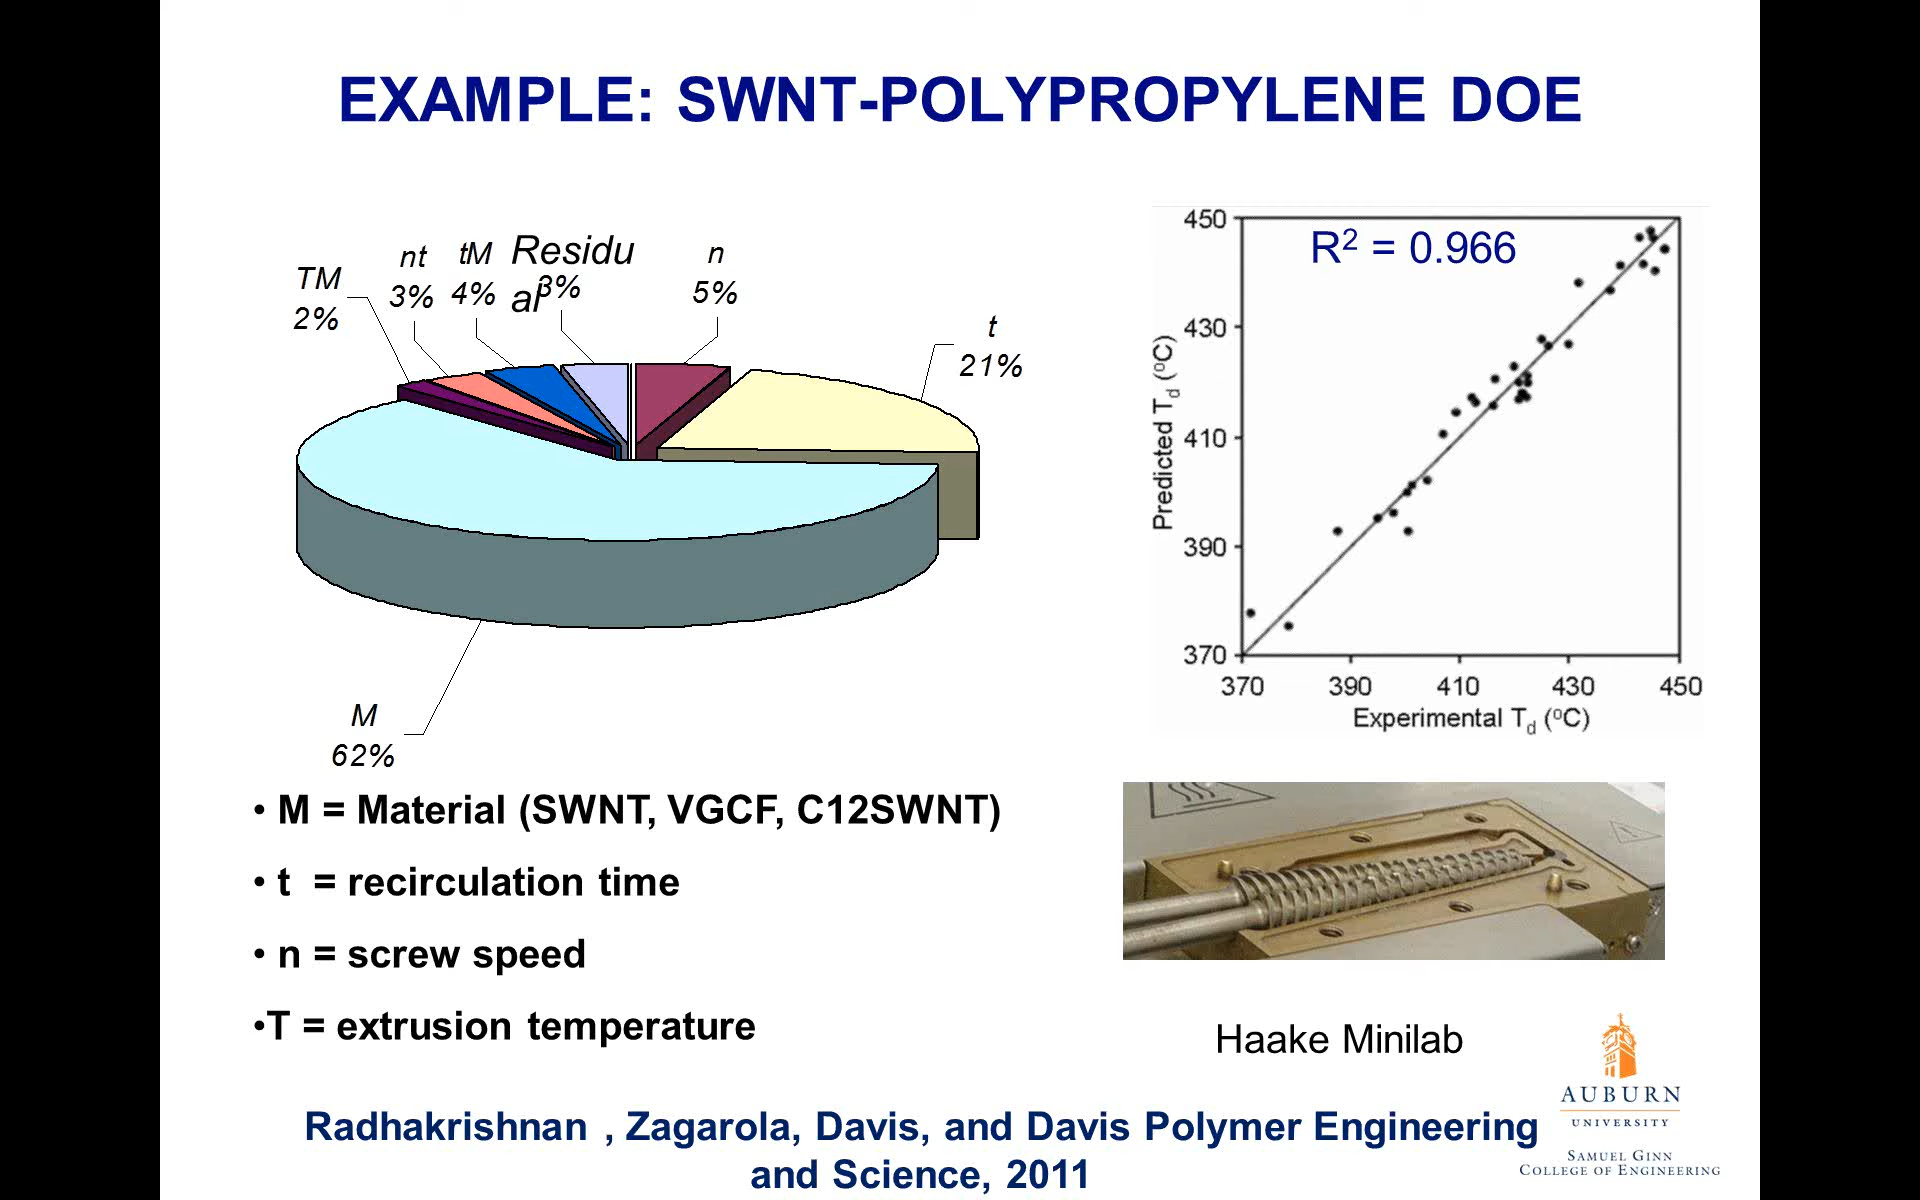 EXAMPLE: SWNT-POLYPROPYLENE DOE
TM
2%
nt
3%
tM
4%
Residu
al
3%
n
5%
t
21%
M
62%
R² = 0.966
450
430
410
390
370
Predicted Td (ºC)
370 390 410 430 450
Experimental Td (ºC)
• M = Material (SWNT, VGCF, C12SWNT)
• t = recirculation time
• n = screw speed
•T = extrusion temperature
Haake Minilab
Radhakrishnan , Zagarola, Davis, and Davis Polymer Engineering
and Science, 2011
AUBURN
UNIVERSITY
SAMUEL GINN
COLLEGE OF ENGINEERING